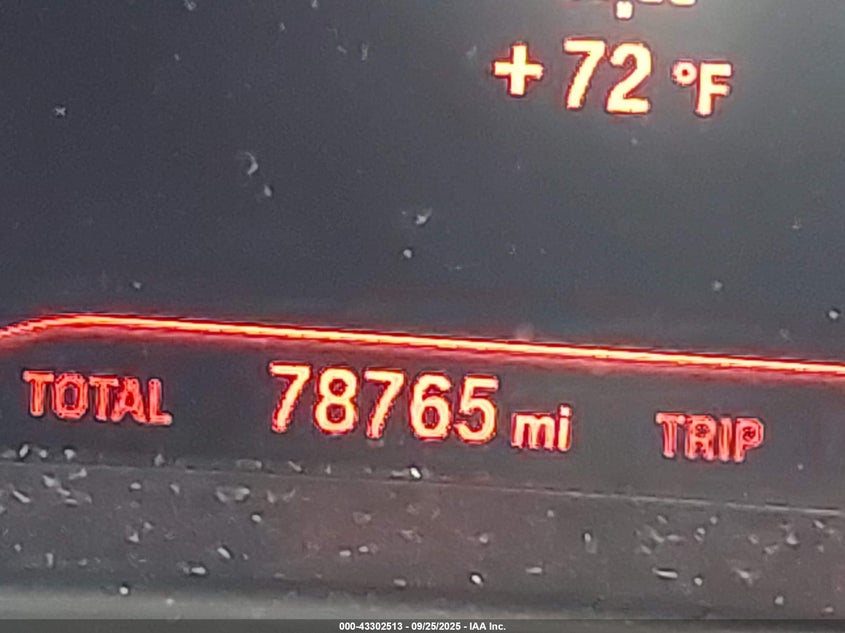 +72 °F
TOTAL 78765 mi TRIP
000-43302513 - 09/25/2025 - IAA Inc.